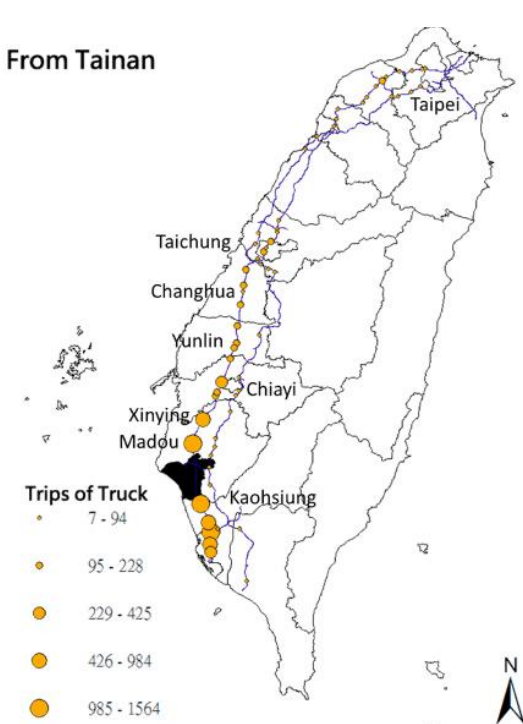 From Tainan
Taipei
Taichung
Changhua
Yunlin
Chiayi
Xinying
Madou
Kaohsiung
Trips of Truck
7 - 94
95 - 228
229 - 425
426 - 984
985 - 1564
N